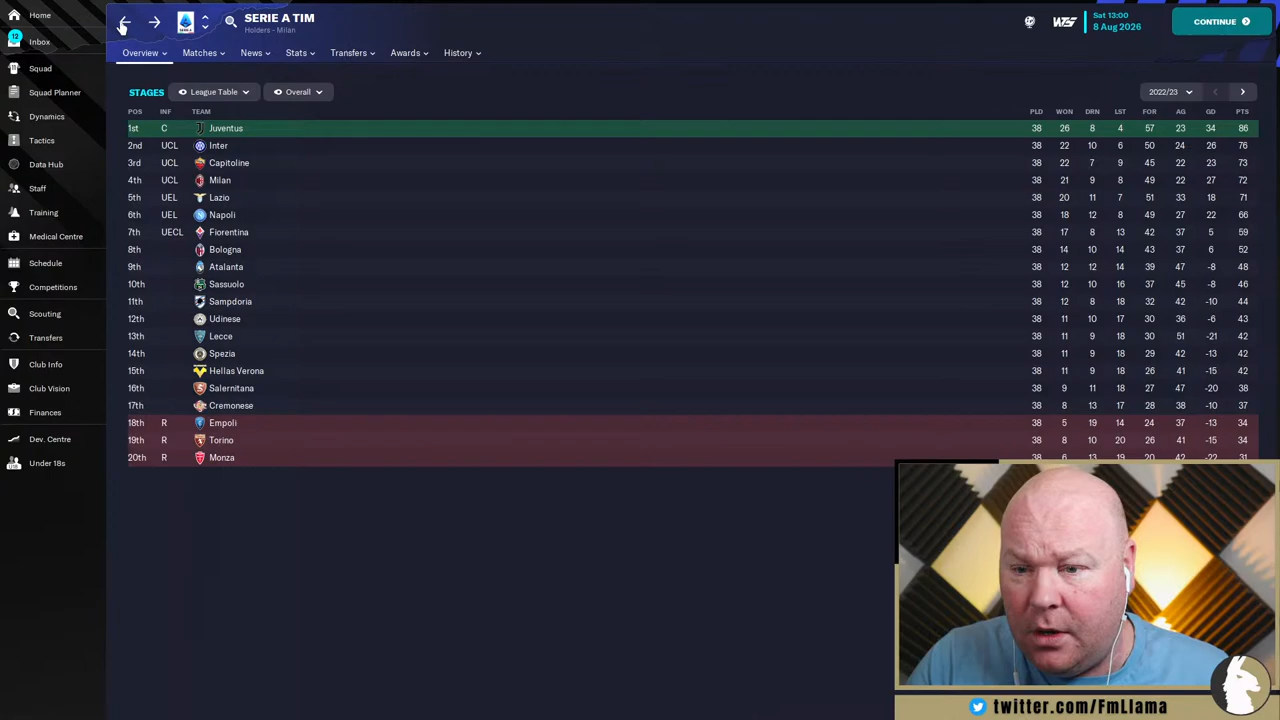 Home
12
Inbox
Squad
Squad Planner
Dynamics
Tactics
Data Hub
Staff
Training
Medical Centre
Schedule
Competitions
Scouting
Transfers
Club Info
Club Vision
Finances
Dev. Centre
Under 18s
SERIE A TIM
Holders - Milan
Sat 13:00
8 Aug 2026
CONTINUE
Overview Matches News Stats Transfers Awards History
STAGES League Table Overall 2022/23
POS INF TEAM PLD WON DRN LST FOR AG GD PTS
1st C Juventus 38 26 8 4 57 23 34 86
2nd UCL Inter 38 22 10 6 50 24 26 76
3rd UCL Capitoline 38 22 7 9 45 22 23 73
4th UCL Milan 38 21 9 8 49 22 27 72
5th UEL Lazio 38 20 11 7 51 33 18 71
6th UEL Napoli 38 18 12 8 49 27 22 66
7th UECL Fiorentina 38 17 8 13 42 37 5 59
8th Bologna 38 14 10 14 43 37 6 52
9th Atalanta 38 12 12 14 39 47 -8 48
10th Sassuolo 38 12 10 16 37 45 -8 46
11th Sampdoria 38 12 8 18 32 42 -10 44
12th Udinese 38 11 10 17 30 36 -6 43
13th Lecce 38 11 9 18 30 51 -21 42
14th Spezia 38 11 9 18 29 42 -13 42
15th Hellas Verona 38 11 9 18 26 41 -15 42
16th Salernitana 38 9 11 18 27 47 -20 38
17th Cremonese 38 8 13 17 28 38 -10 37
18th R Empoli 38 5 19 14 24 37 -13 34
19th R Torino 38 8 10 20 26 41 -15 34
20th R Monza 38 6 13 19 20 42 -22 31
twitter.com/FmLlama